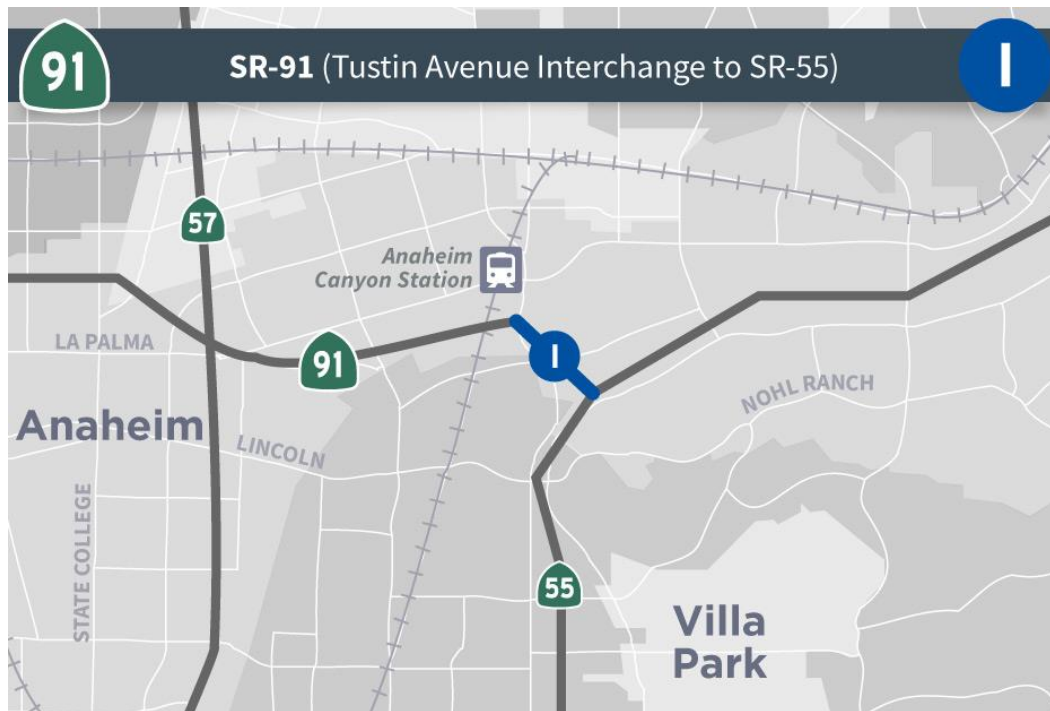 91
SR-91 (Tustin Avenue Interchange to SR-55)
I
57
Anaheim
Canyon Station
LA PALMA
91
I
NOHL RANCH
Anaheim
LINCOLN
STATE COLLEGE
55
Villa
Park